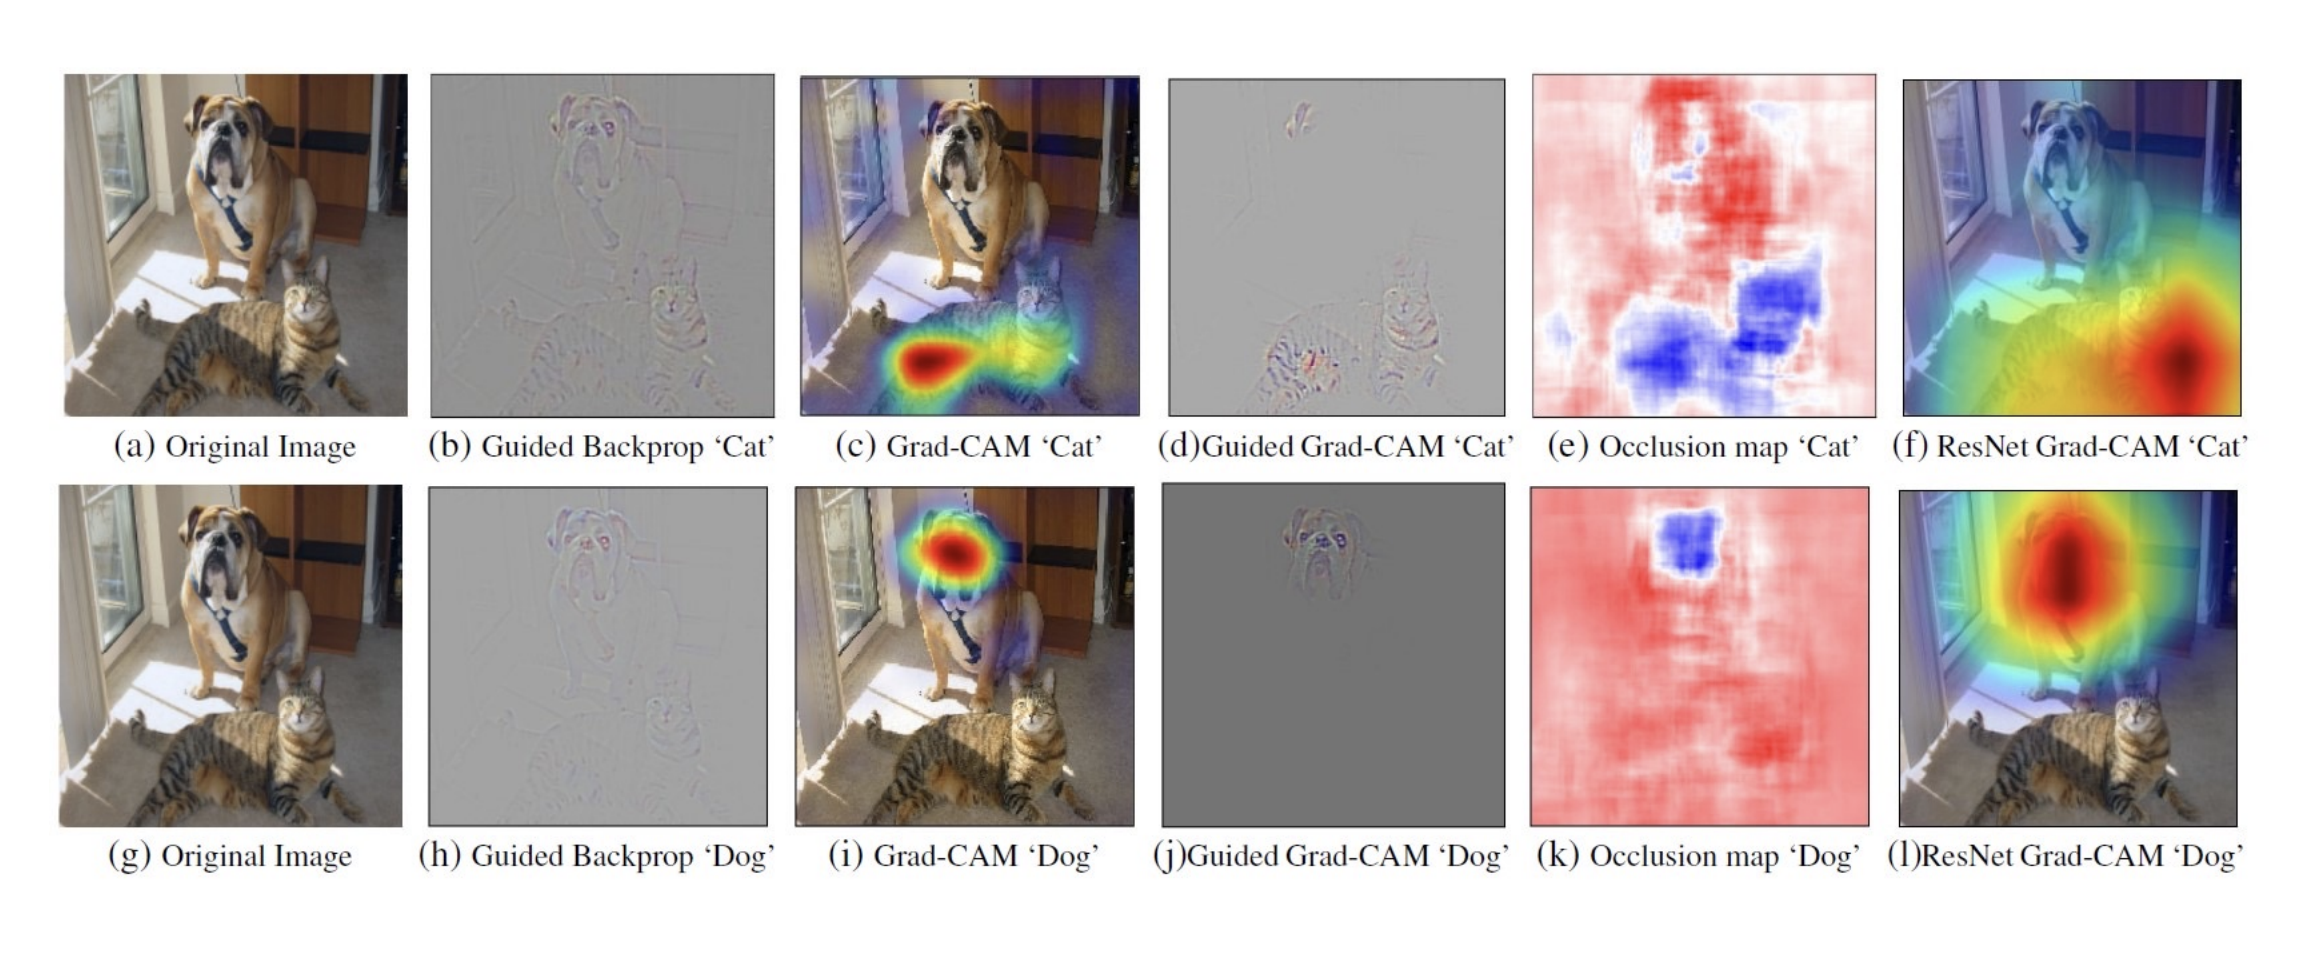 (a) Original Image (b) Guided Backprop ‘Cat’ (c) Grad-CAM ‘Cat’ (d)Guided Grad-CAM ‘Cat’ (e) Occlusion map ‘Cat’ (f) ResNet Grad-CAM ‘Cat’
(g) Original Image (h) Guided Backprop ‘Dog’ (i) Grad-CAM ‘Dog’ (j)Guided Grad-CAM ‘Dog’ (k) Occlusion map ‘Dog’ (l)ResNet Grad-CAM ‘Dog’